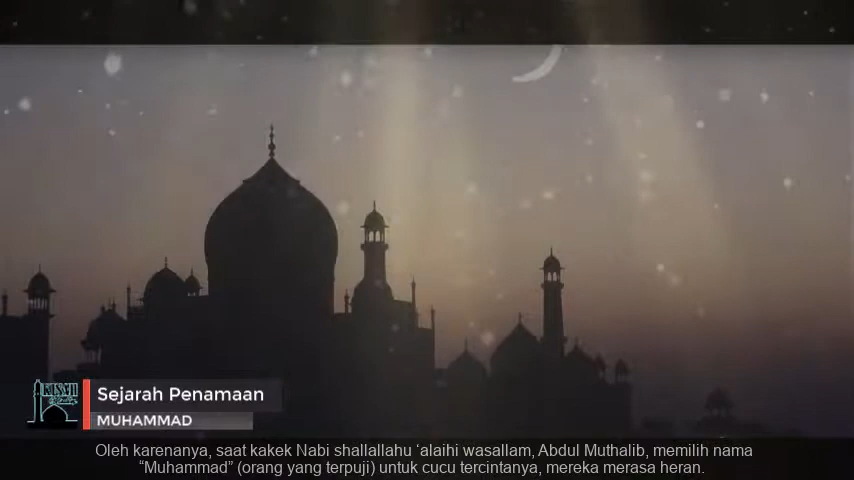 KISAH
Sejarah Penamaan
MUHAMMAD
Oleh karenanya, saat kakek Nabi shallallahu ‘alaihi wasallam, Abdul Muthalib, memilih nama
“Muhammad” (orang yang terpuji) untuk cucu tercintanya, mereka merasa heran.